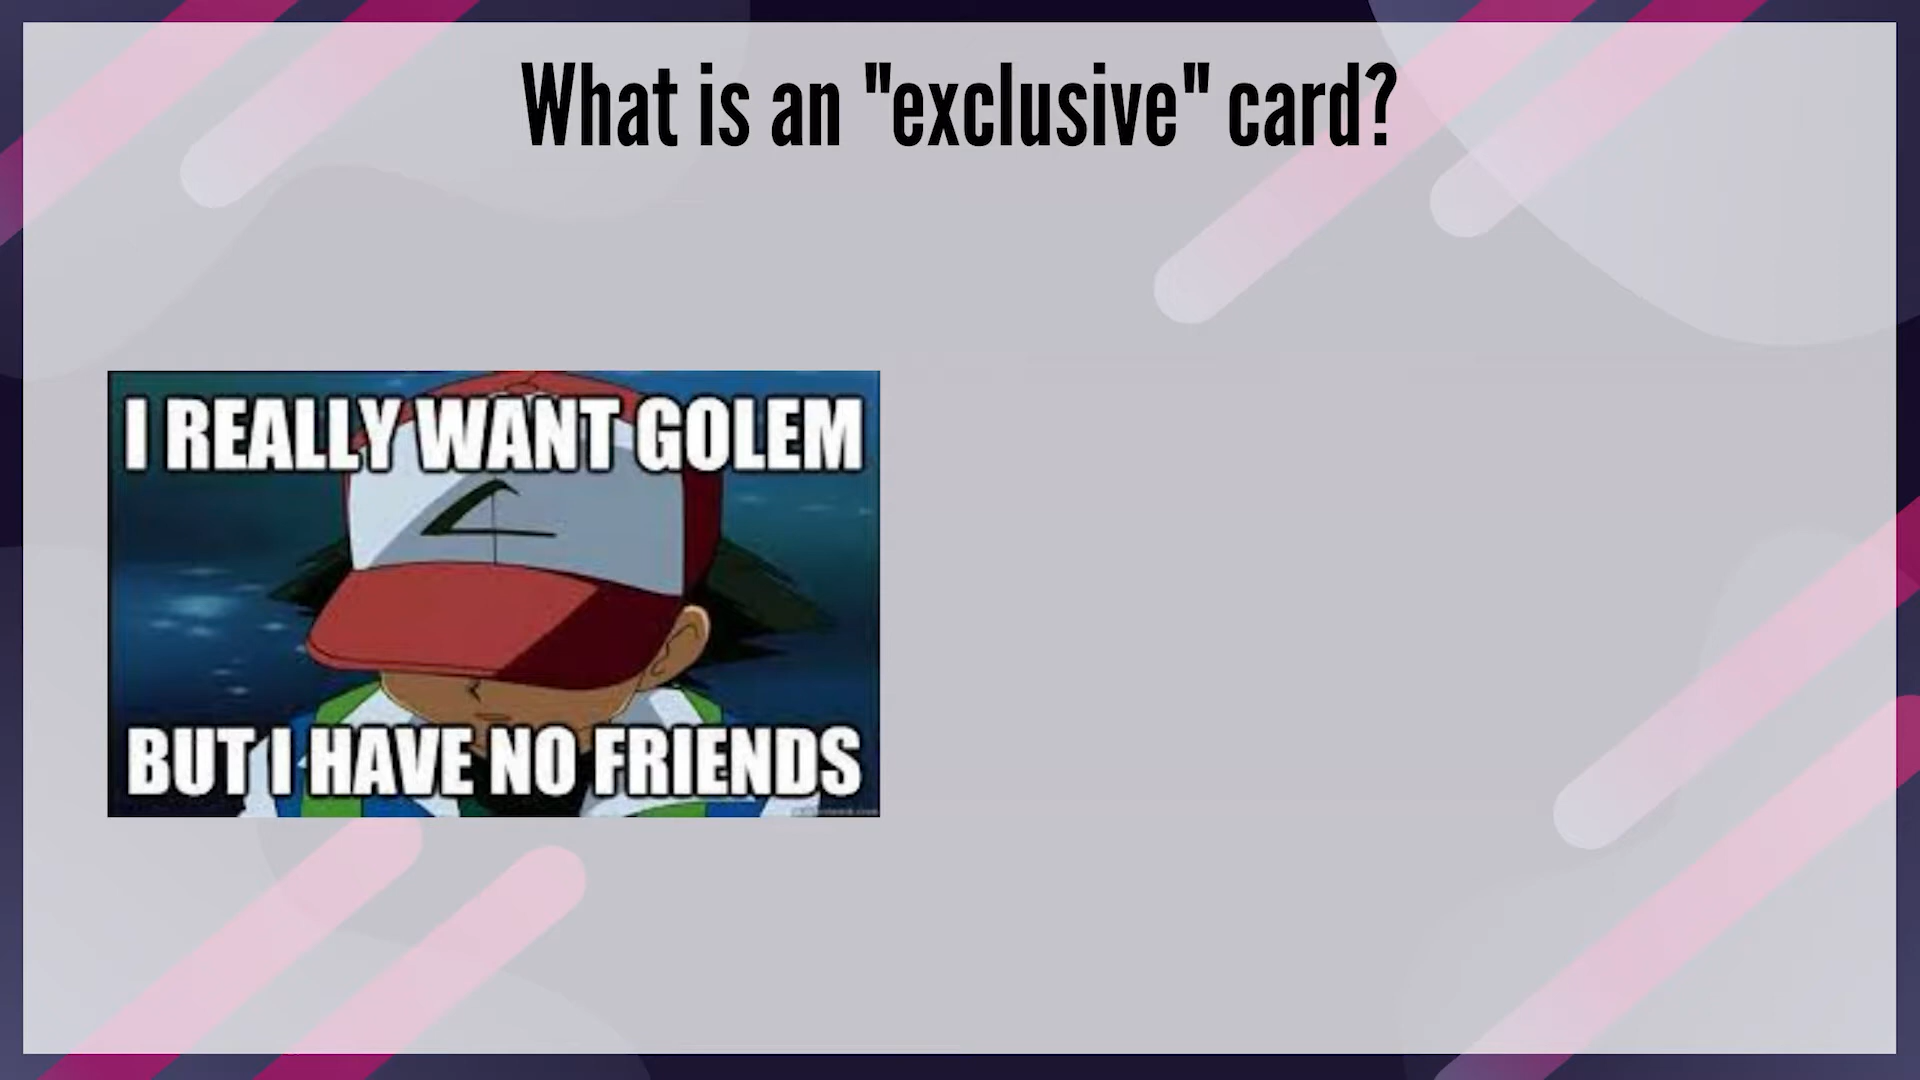 What is an "exclusive" card?
I REALLY WANT GOLEM
BUT I HAVE NO FRIENDS